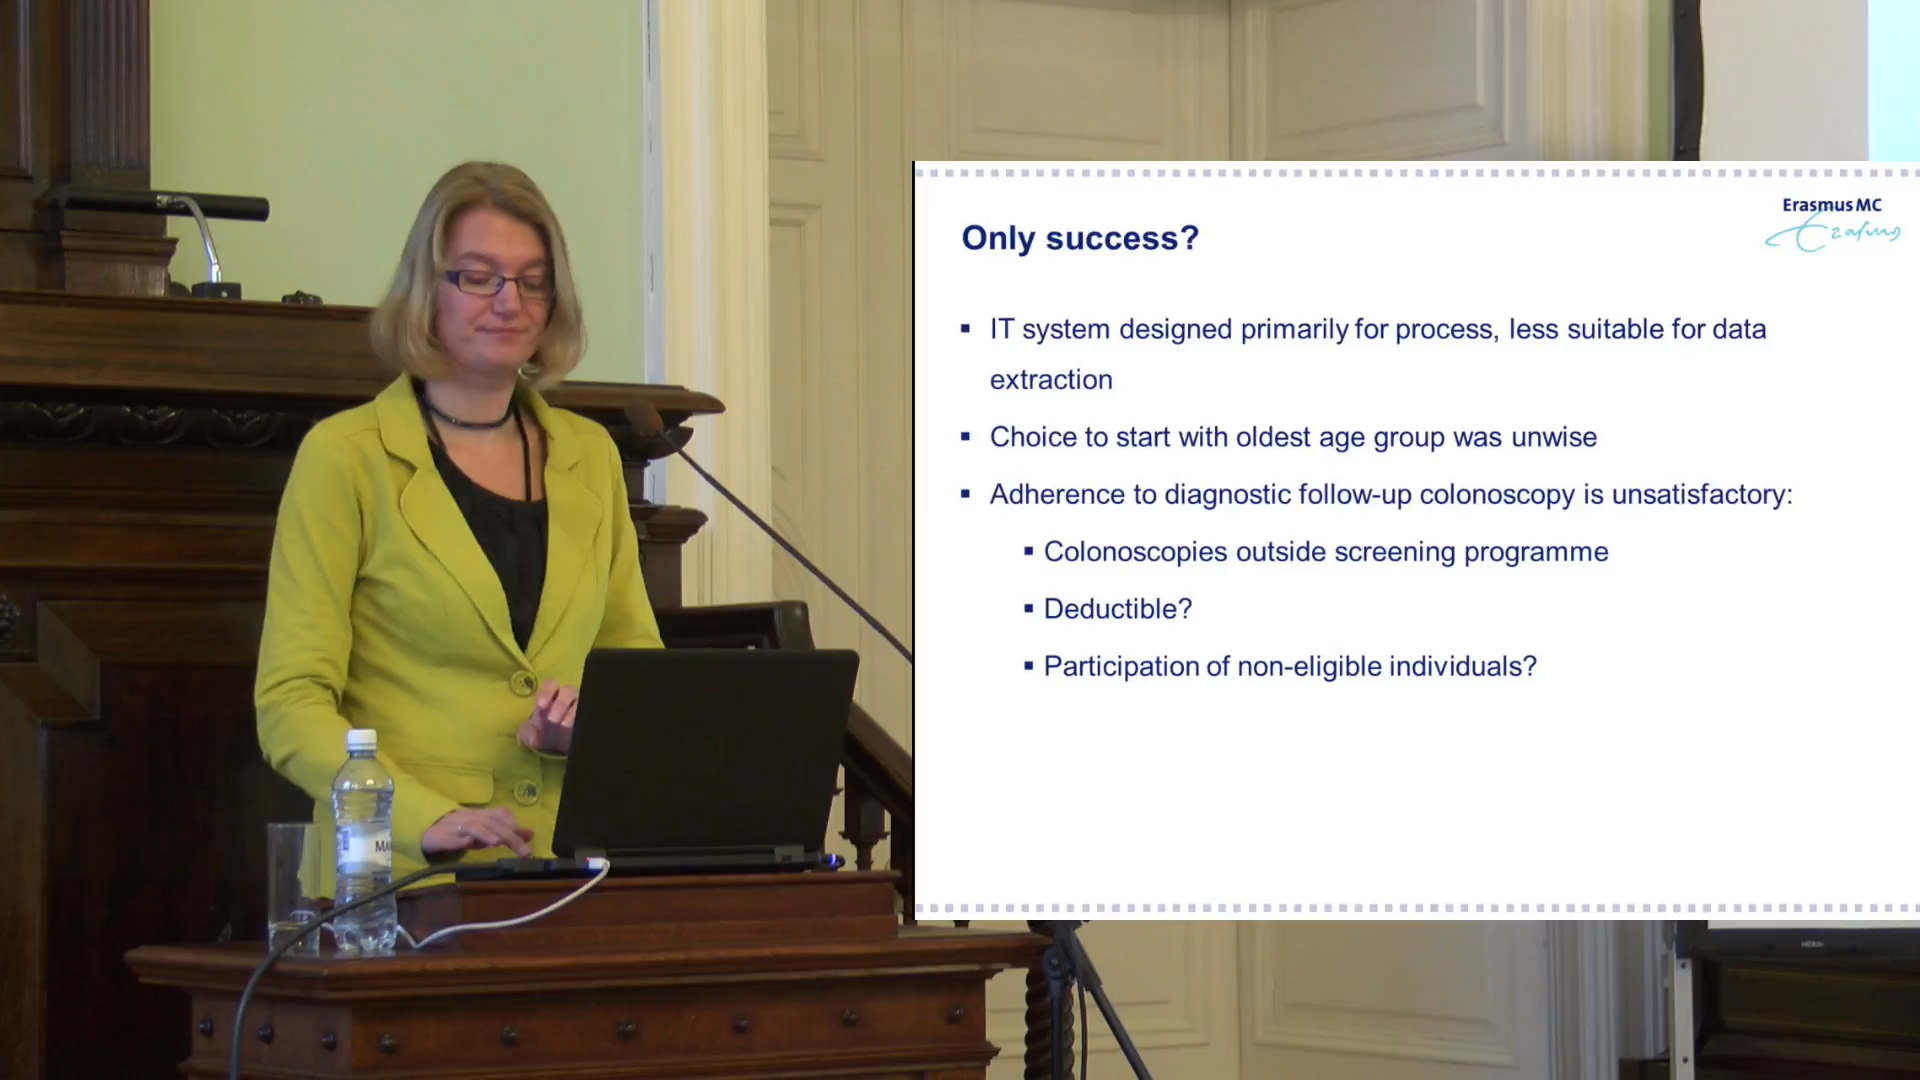 Erasmus MC
Erasmus
Only success?
▪ IT system designed primarily for process, less suitable for data
extraction
▪ Choice to start with oldest age group was unwise
▪ Adherence to diagnostic follow-up colonoscopy is unsatisfactory:
▪ Colonoscopies outside screening programme
▪ Deductible?
▪ Participation of non-eligible individuals?